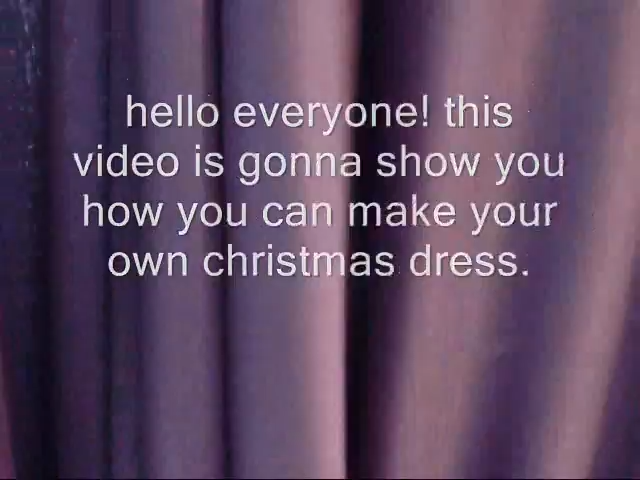 hello everyone! this
video is gonna show you
how you can make your
own christmas dress.